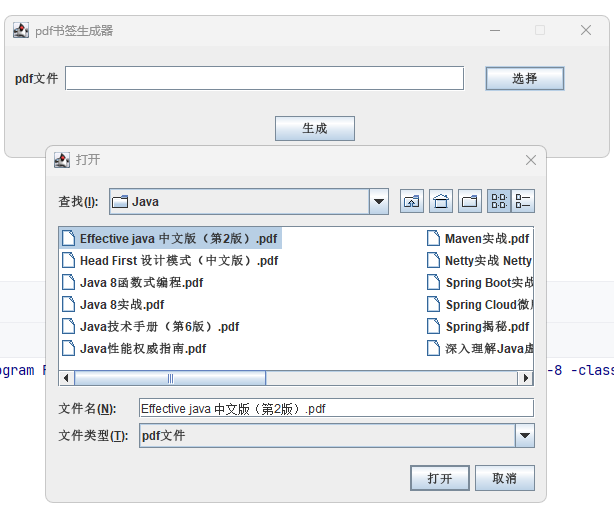 pdf书签生成器
pdf文件
选择
生成
打开
查找(I):
Java
Effective java 中文版（第2版）.pdf
Head First 设计模式（中文版）.pdf
Java 8函数式编程.pdf
Java 8实战.pdf
Java技术手册（第6版）.pdf
Java性能权威指南.pdf
Maven实战.pdf
Netty实战 Netty
Spring Boot实战
Spring Cloud微
Spring揭秘.pdf
深入理解Java虚
ogram F
-8 -class
文件名(N):
Effective java 中文版（第2版）.pdf
文件类型(T):
pdf文件
打开
取消